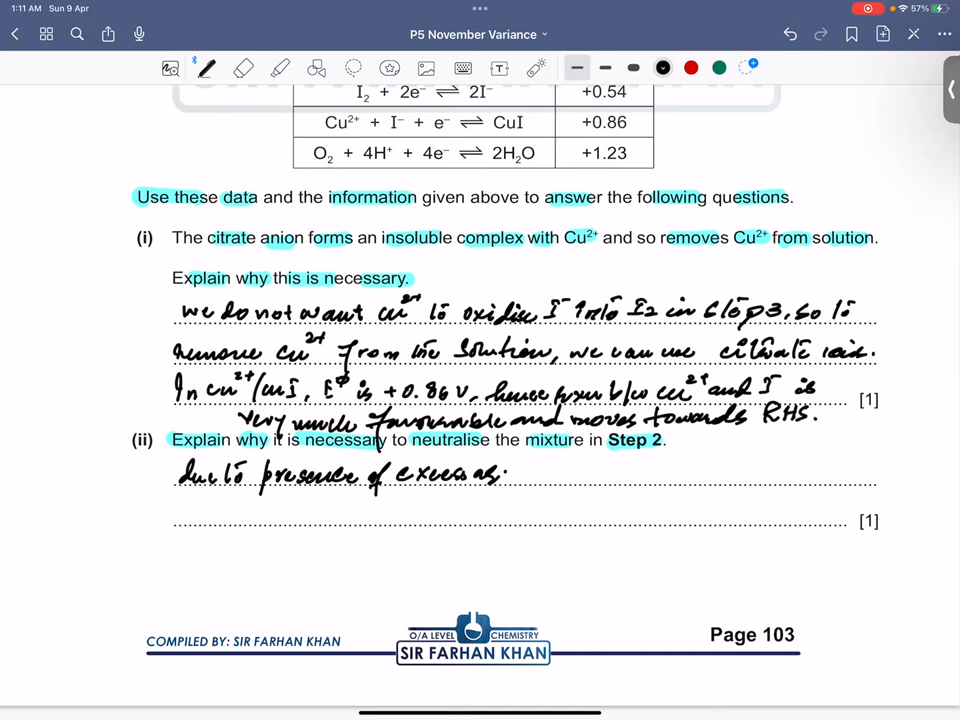 1:11 AM Sun 9 Apr
57%
P5 November Variance
I₂ + 2e⁻ ⇌ 2I⁻ +0.54
Cu²⁺ + I⁻ + e⁻ ⇌ CuI +0.86
O₂ + 4H⁺ + 4e⁻ ⇌ 2H₂O +1.23
Use these data and the information given above to answer the following questions.
(i) The citrate anion forms an insoluble complex with Cu²⁺ and so removes Cu²⁺ from solution.
Explain why this is necessary.
we do not want Cu²⁺ to oxidise I⁻ into I₂ in Step 3, so to
remove Cu²⁺ from the solution, we can use citrate
In Cu²⁺/CuI, E⦵ is +0.86 V, hence b/w Cu²⁺ and I⁻ is [1]
very much favourable and moves towards RHS.
(ii) Explain why it is necessary to neutralise the mixture in Step 2.
due to presence of excess
[1]
COMPILED BY: SIR FARHAN KHAN
O/A LEVEL CHEMISTRY
SIR FARHAN KHAN
Page 103